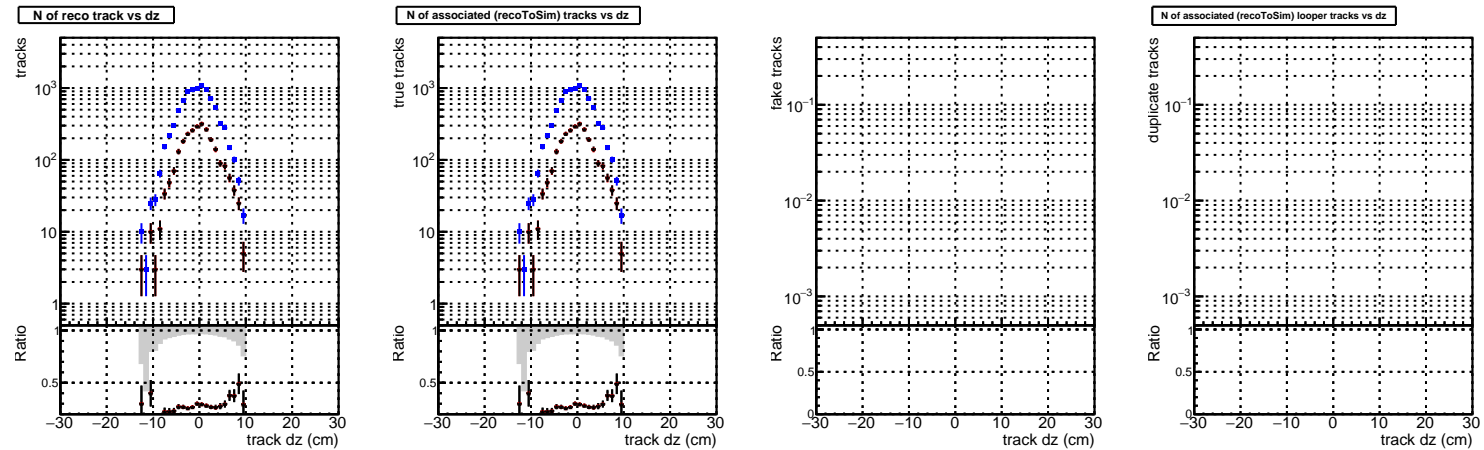 N of reco track vs dz
tracks
10³
10²
10
1
Ratio
1
0.5
−30 −20 −10 0 10 20 30
track dz (cm)
N of associated (recoToSim) tracks vs dz
true tracks
10³
10²
10
1
Ratio
1
0.5
−30 −20 −10 0 10 20 30
track dz (cm)
fake tracks
10⁻¹
10⁻²
10⁻³
Ratio
1
0.5
0
−30 −20 −10 0 10 20 30
track dz (cm)
N of associated (recoToSim) looper tracks vs dz
duplicate tracks
10⁻¹
10⁻²
10⁻³
Ratio
1
0.5
0
−30 −20 −10 0 10 20 30
track dz (cm)